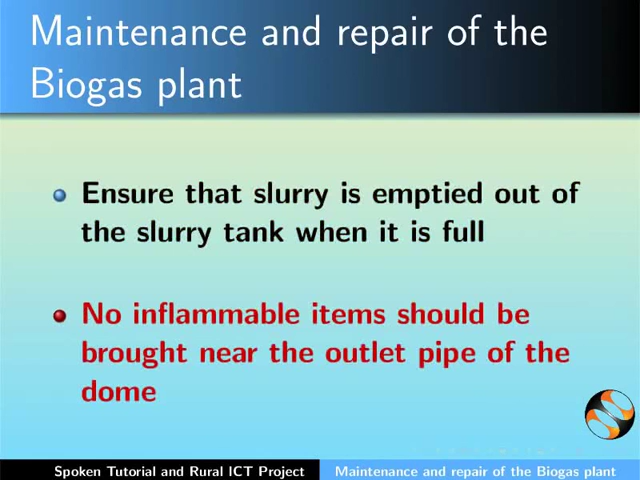 Maintenance and repair of the
Biogas plant
Ensure that slurry is emptied out of
the slurry tank when it is full
No inflammable items should be
brought near the outlet pipe of the
dome
Spoken Tutorial and Rural ICT Project
Maintenance and repair of the Biogas plant